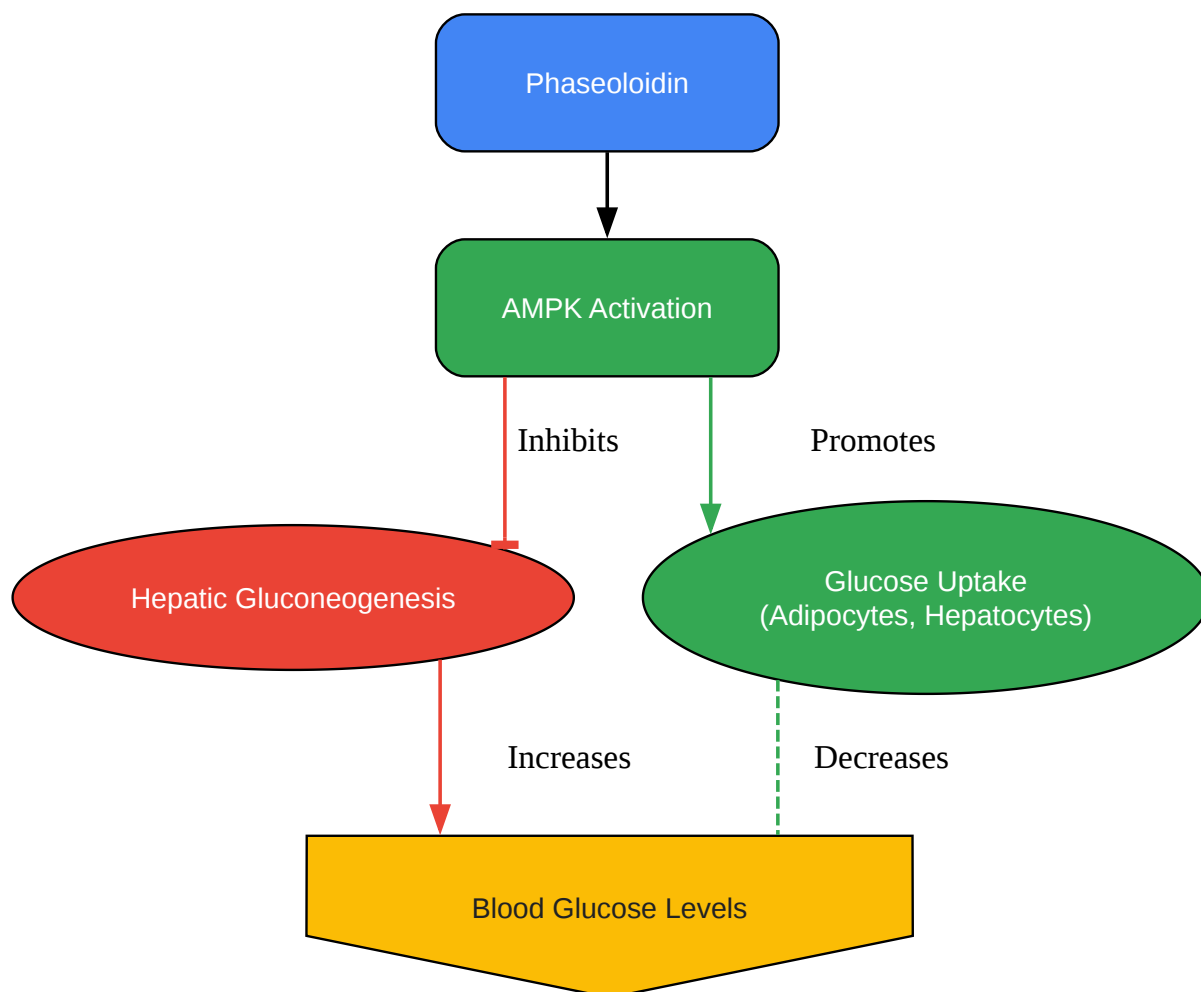 Phaseoloidin
AMPK Activation
Inhibits
Promotes
Hepatic Gluconeogenesis
Glucose Uptake
(Adipocytes, Hepatocytes)
Increases
Decreases
Blood Glucose Levels